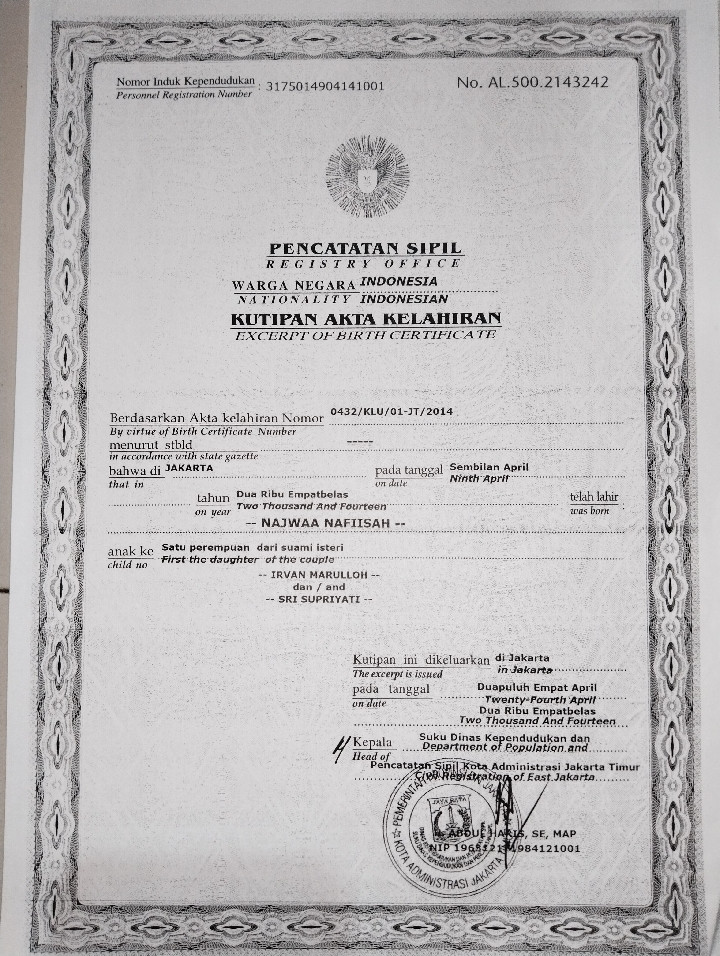 Nomor Induk Kependudukan : 3175014904141001 No. AL.500.2143242
Personnel Registration Number
PENCATATAN SIPIL
REGISTRY OFFICE
WARGA NEGARA INDONESIA
NATIONALITY INDONESIAN
KUTIPAN AKTA KELAHIRAN
EXCERPT OF BIRTH CERTIFICATE
Berdasarkan Akta kelahiran Nomor 0432/KLU/01-JT/2014
By virtue of Birth Certificate Number
menurut stbld -----
in accordance with state gazette
bahwa di JAKARTA pada tanggal Sembilan April
that in on date Ninth April
tahun Dua Ribu Empatbelas telah lahir
on year Two Thousand And Fourteen was born
-- NAJWAA NAFIISAH --
anak ke Satu perempuan dari suami isteri
child no First the daughter of the couple
-- IRVAN MARULLOH --
dan / and
-- SRI SUPRIYATI --
Kutipan ini dikeluarkan di Jakarta
The excerpt is issued in Jakarta
pada tanggal Duapuluh Empat April
on date Twenty-Fourth April
Dua Ribu Empatbelas
Two Thousand And Fourteen
Kepala Suku Dinas Kependudukan dan
Head of Department of Population and
Pencatatan Sipil Kota Administrasi Jakarta Timur
Civil Registration of East Jakarta
JAYA RAYA
KOTA ADMINISTRASI JAKARTA
HARIS, SE, MAP
NIP